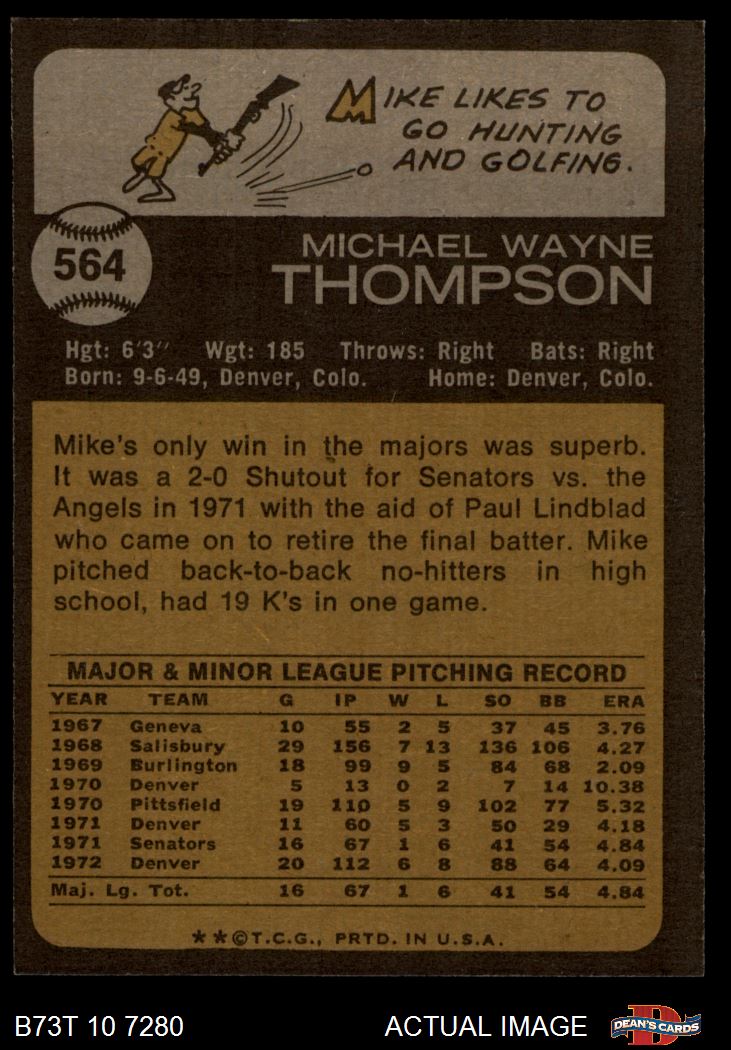 MIKE LIKES TO
GO HUNTING
AND GOLFING.
564
MICHAEL WAYNE
THOMPSON
Hgt: 6'3" Wgt: 185 Throws: Right Bats: Right
Born: 9-6-49, Denver, Colo. Home: Denver, Colo.
Mike's only win in the majors was superb.
It was a 2-0 Shutout for Senators vs. the
Angels in 1971 with the aid of Paul Lindblad
who came on to retire the final batter. Mike
pitched back-to-back no-hitters in high
school, had 19 K's in one game.
MAJOR & MINOR LEAGUE PITCHING RECORD
YEAR TEAM G IP W L SO BB ERA
1967 Geneva 10 55 2 5 37 45 3.76
1968 Salisbury 29 156 7 13 136 106 4.27
1969 Burlington 18 99 9 5 84 68 2.09
1970 Denver 5 13 0 2 7 14 10.38
1970 Pittsfield 19 110 5 9 102 77 5.32
1971 Denver 11 60 5 3 50 29 4.18
1971 Senators 16 67 1 6 41 54 4.84
1972 Denver 20 112 6 8 88 64 4.09
Maj. Lg. Tot. 16 67 1 6 41 54 4.84
**©T.C.G., PRTD. IN U.S.A.
B73T 10 7280 ACTUAL IMAGE DEAN'S CARDS